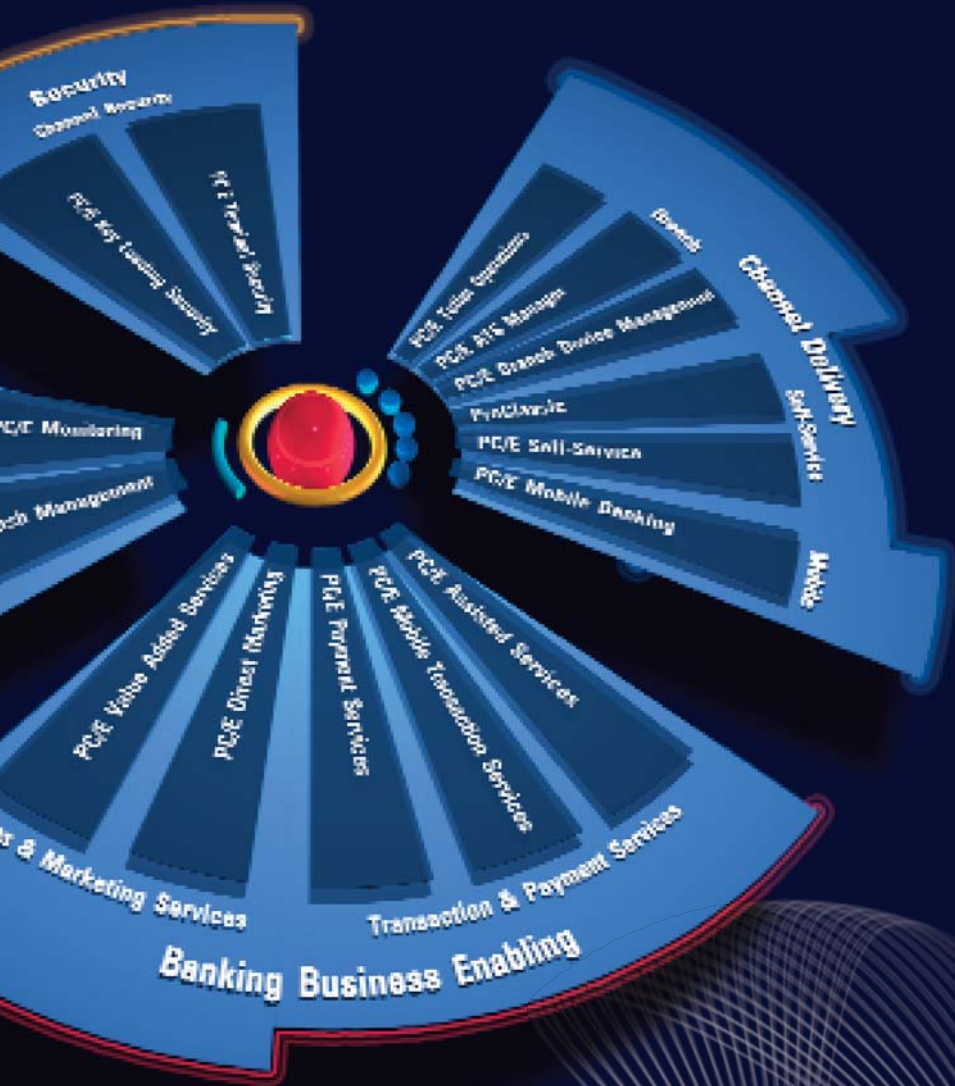 Security
Channel Security
PC/E Key Loading Security
PC/E Terminal Security
Channel Delivery
Branch
PC/E Teller Operations
PC/E ATS Manager
PC/E Branch Device Management
Self-Service
ProClassic
PC/E Self-Service
PC/E Mobile Banking
Mobile
PC/E Monitoring
Management
PC/E Value Added Services
PC/E Direct Marketing
PC/E Payment Services
PC/E Mobile Transaction Services
PC/E Assisted Services
& Marketing Services
Transaction & Payment Services
Banking Business Enabling